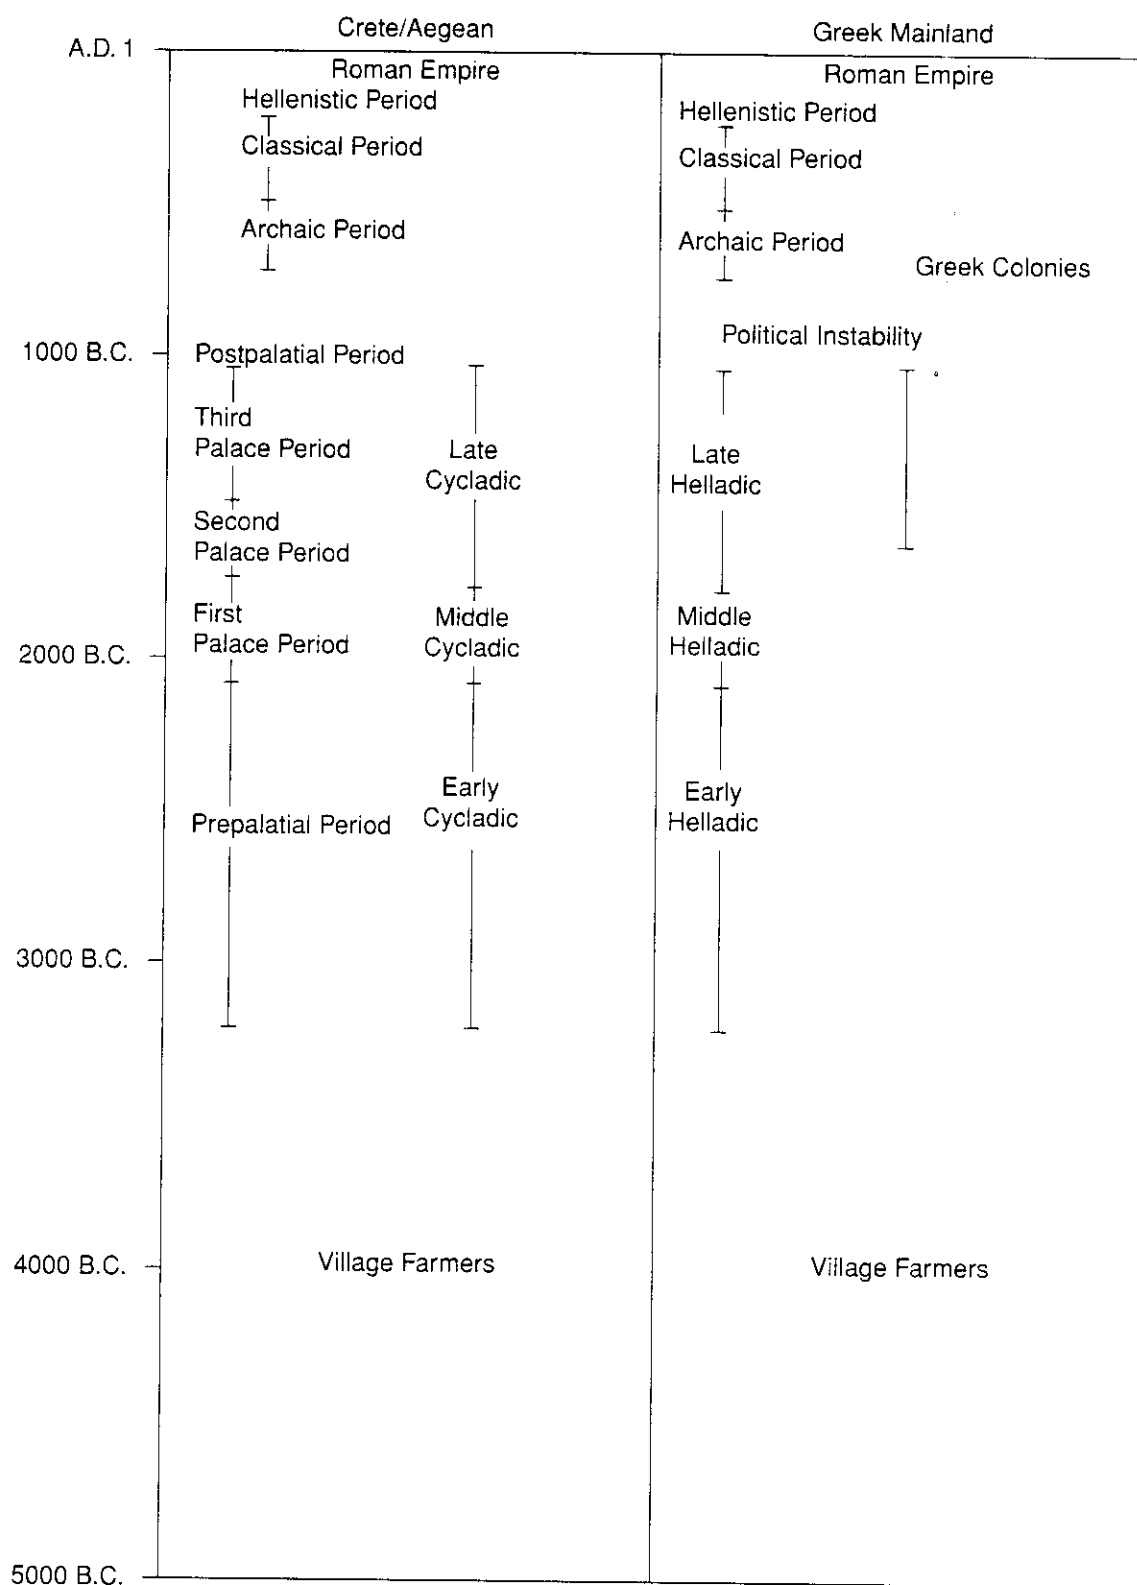 Crete/Aegean
Greek Mainland
A.D. 1
Roman Empire
Hellenistic Period
Classical Period
Archaic Period
Roman Empire
Hellenistic Period
Classical Period
Archaic Period
Greek Colonies
1000 B.C.
Postpalatial Period
Third
Palace Period
Late
Cycladic
Political Instability
Late
Helladic
Second
Palace Period
First
Palace Period
Middle
Cycladic
Middle
Helladic
2000 B.C.
Prepalatial Period
Early
Cycladic
Early
Helladic
3000 B.C.
4000 B.C.
Village Farmers
Village Farmers
5000 B.C.